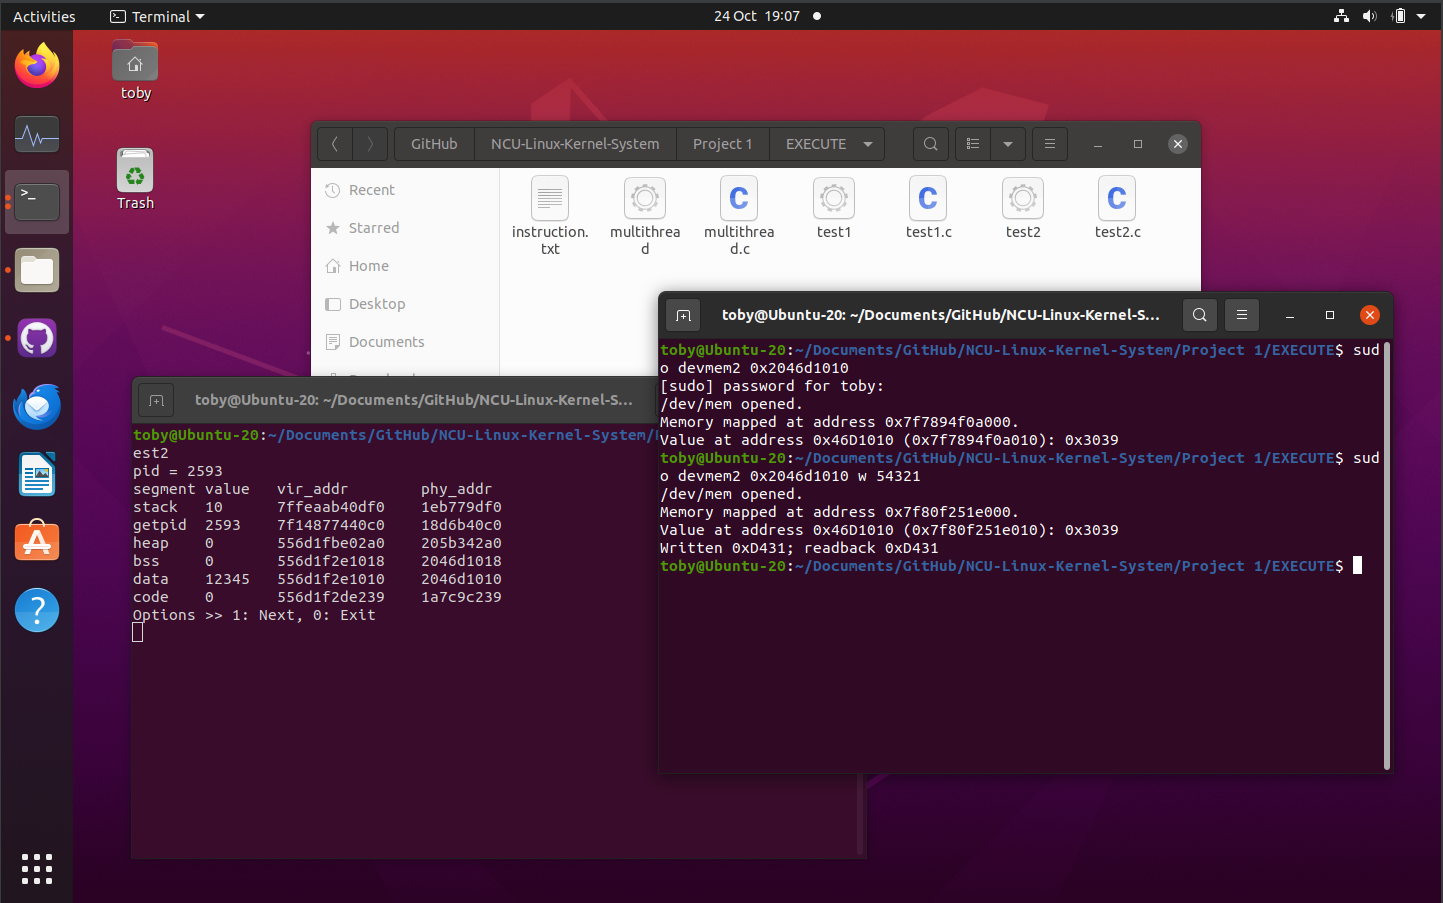 Activities
Terminal
24 Oct 19:07
toby
Trash
GitHub
NCU-Linux-Kernel-System
Project 1
EXECUTE
Recent
Starred
Home
Desktop
Documents
instruction.
txt
multithrea
d
multithrea
d.c
test1
test1.c
test2
test2.c
toby@Ubuntu-20: ~/Documents/GitHub/NCU-Linux-Kernel-S...
toby@Ubuntu-20:~/Documents/GitHub/NCU-Linux-Kernel-System/
est2
pid = 2593
segment value   vir_addr        phy_addr
stack   10      7ffeaab40df0    1eb779df0
getpid  2593    7f14877440c0    18d6b40c0
heap    0       556d1fbe02a0    205b342a0
bss     0       556d1f2e1018    2046d1018
data    12345   556d1f2e1010    2046d1010
code    0       556d1f2de239    1a7c9c239
Options >> 1: Next, 0: Exit
toby@Ubuntu-20: ~/Documents/GitHub/NCU-Linux-Kernel-S...
toby@Ubuntu-20:~/Documents/GitHub/NCU-Linux-Kernel-System/Project 1/EXECUTE$ sud
o devmem2 0x2046d1010
[sudo] password for toby:
/dev/mem opened.
Memory mapped at address 0x7f7894f0a000.
Value at address 0x46D1010 (0x7f7894f0a010): 0x3039
toby@Ubuntu-20:~/Documents/GitHub/NCU-Linux-Kernel-System/Project 1/EXECUTE$ sud
o devmem2 0x2046d1010 w 54321
/dev/mem opened.
Memory mapped at address 0x7f80f251e000.
Value at address 0x46D1010 (0x7f80f251e010): 0x3039
Written 0xD431; readback 0xD431
toby@Ubuntu-20:~/Documents/GitHub/NCU-Linux-Kernel-System/Project 1/EXECUTE$